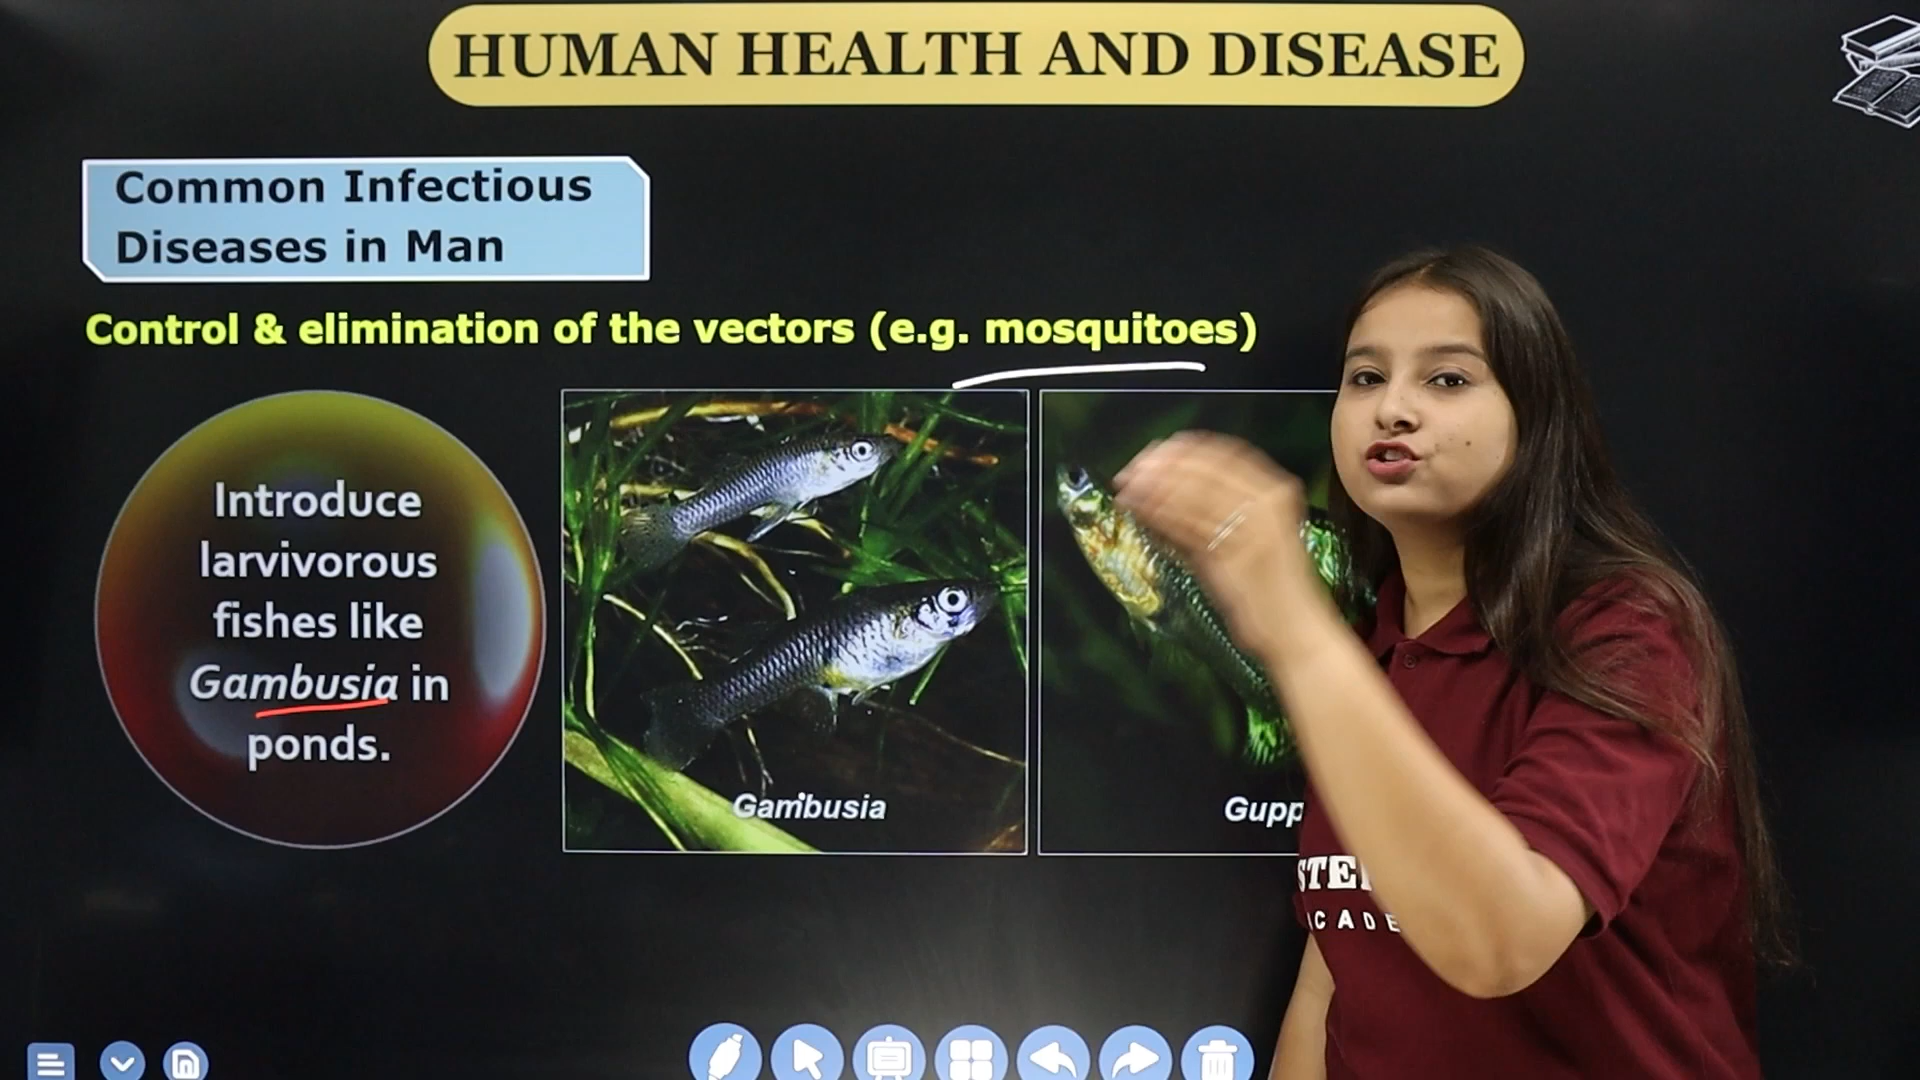 HUMAN HEALTH AND DISEASE
Common Infectious
Diseases in Man
Control & elimination of the vectors (e.g. mosquitoes)
Introduce
larvivorous
fishes like
Gambusia in
ponds.
Gambusia